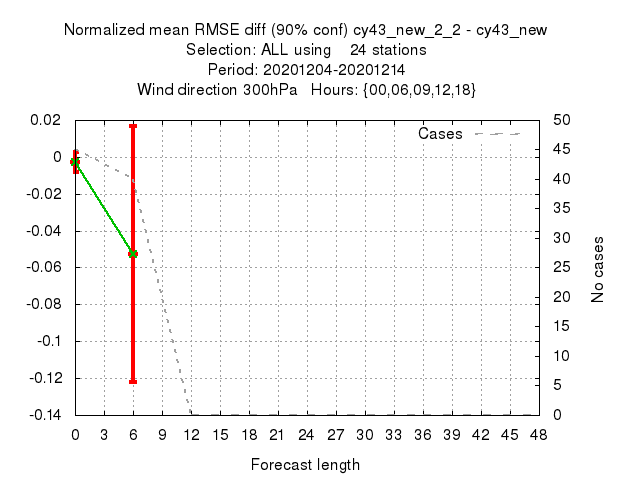 Normalized mean RMSE diff (90% conf) cy43_new_2_2 - cy43_new
Selection: ALL using    24 stations
Period: 20201204-20201214
Wind direction 300hPa   Hours: {00,06,09,12,18}
Cases
0.02
0
-0.02
-0.04
-0.06
-0.08
-0.1
-0.12
-0.14
50
45
40
35
30
25
20
15
10
5
0
No cases
0 3 6 9 12 15 18 21 24 27 30 33 36 39 42 45 48
Forecast length